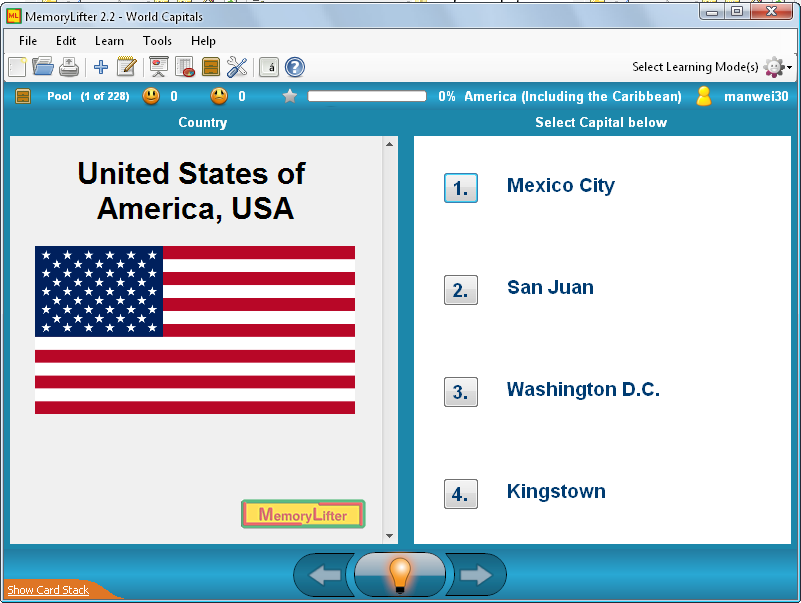 MemoryLifter 2.2 - World Capitals
File Edit Learn Tools Help
á ? Select Learning Mode(s)
Pool (1 of 228) 0 0 0% America (Including the Caribbean) manwei30
Country
Select Capital below
United States of
America, USA
1. Mexico City
2. San Juan
3. Washington D.C.
4. Kingstown
MemoryLifter
Show Card Stack